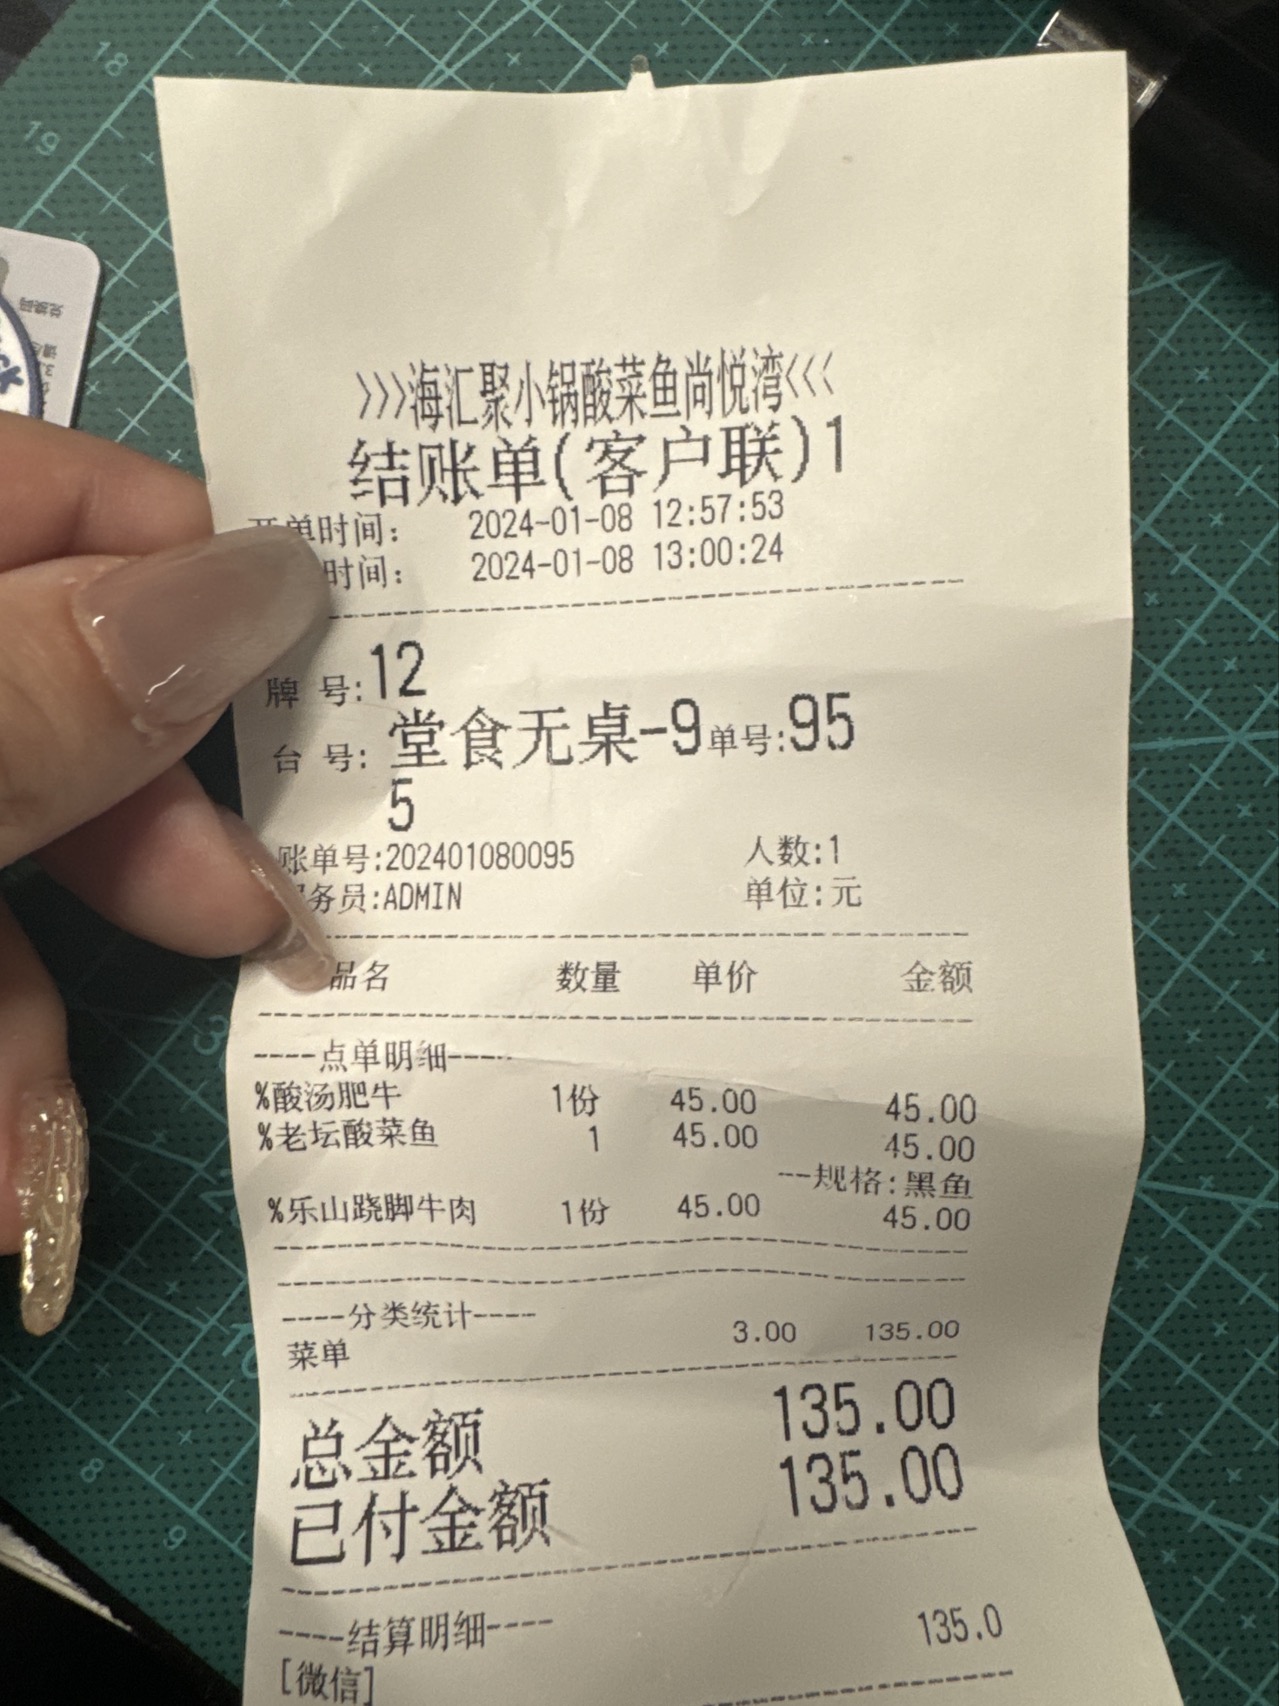 18
19
>>>海汇聚小锅酸菜鱼尚悦湾<<<
结账单(客户联)1
开单时间: 2024-01-08 12:57:53
时间: 2024-01-08 13:00:24
牌 号:12
台 号: 堂食无桌-9单号:95
5
账单号:202401080095 人数:1
务员:ADMIN 单位:元
品名 数量 单价 金额
----点单明细----
%酸汤肥牛 1份 45.00 45.00
%老坛酸菜鱼 1 45.00 45.00
--规格:黑鱼
%乐山跷脚牛肉 1份 45.00 45.00
----分类统计----
菜单 3.00 135.00
总金额 135.00
已付金额 135.00
----结算明细----
[微信] 135.0
8
9